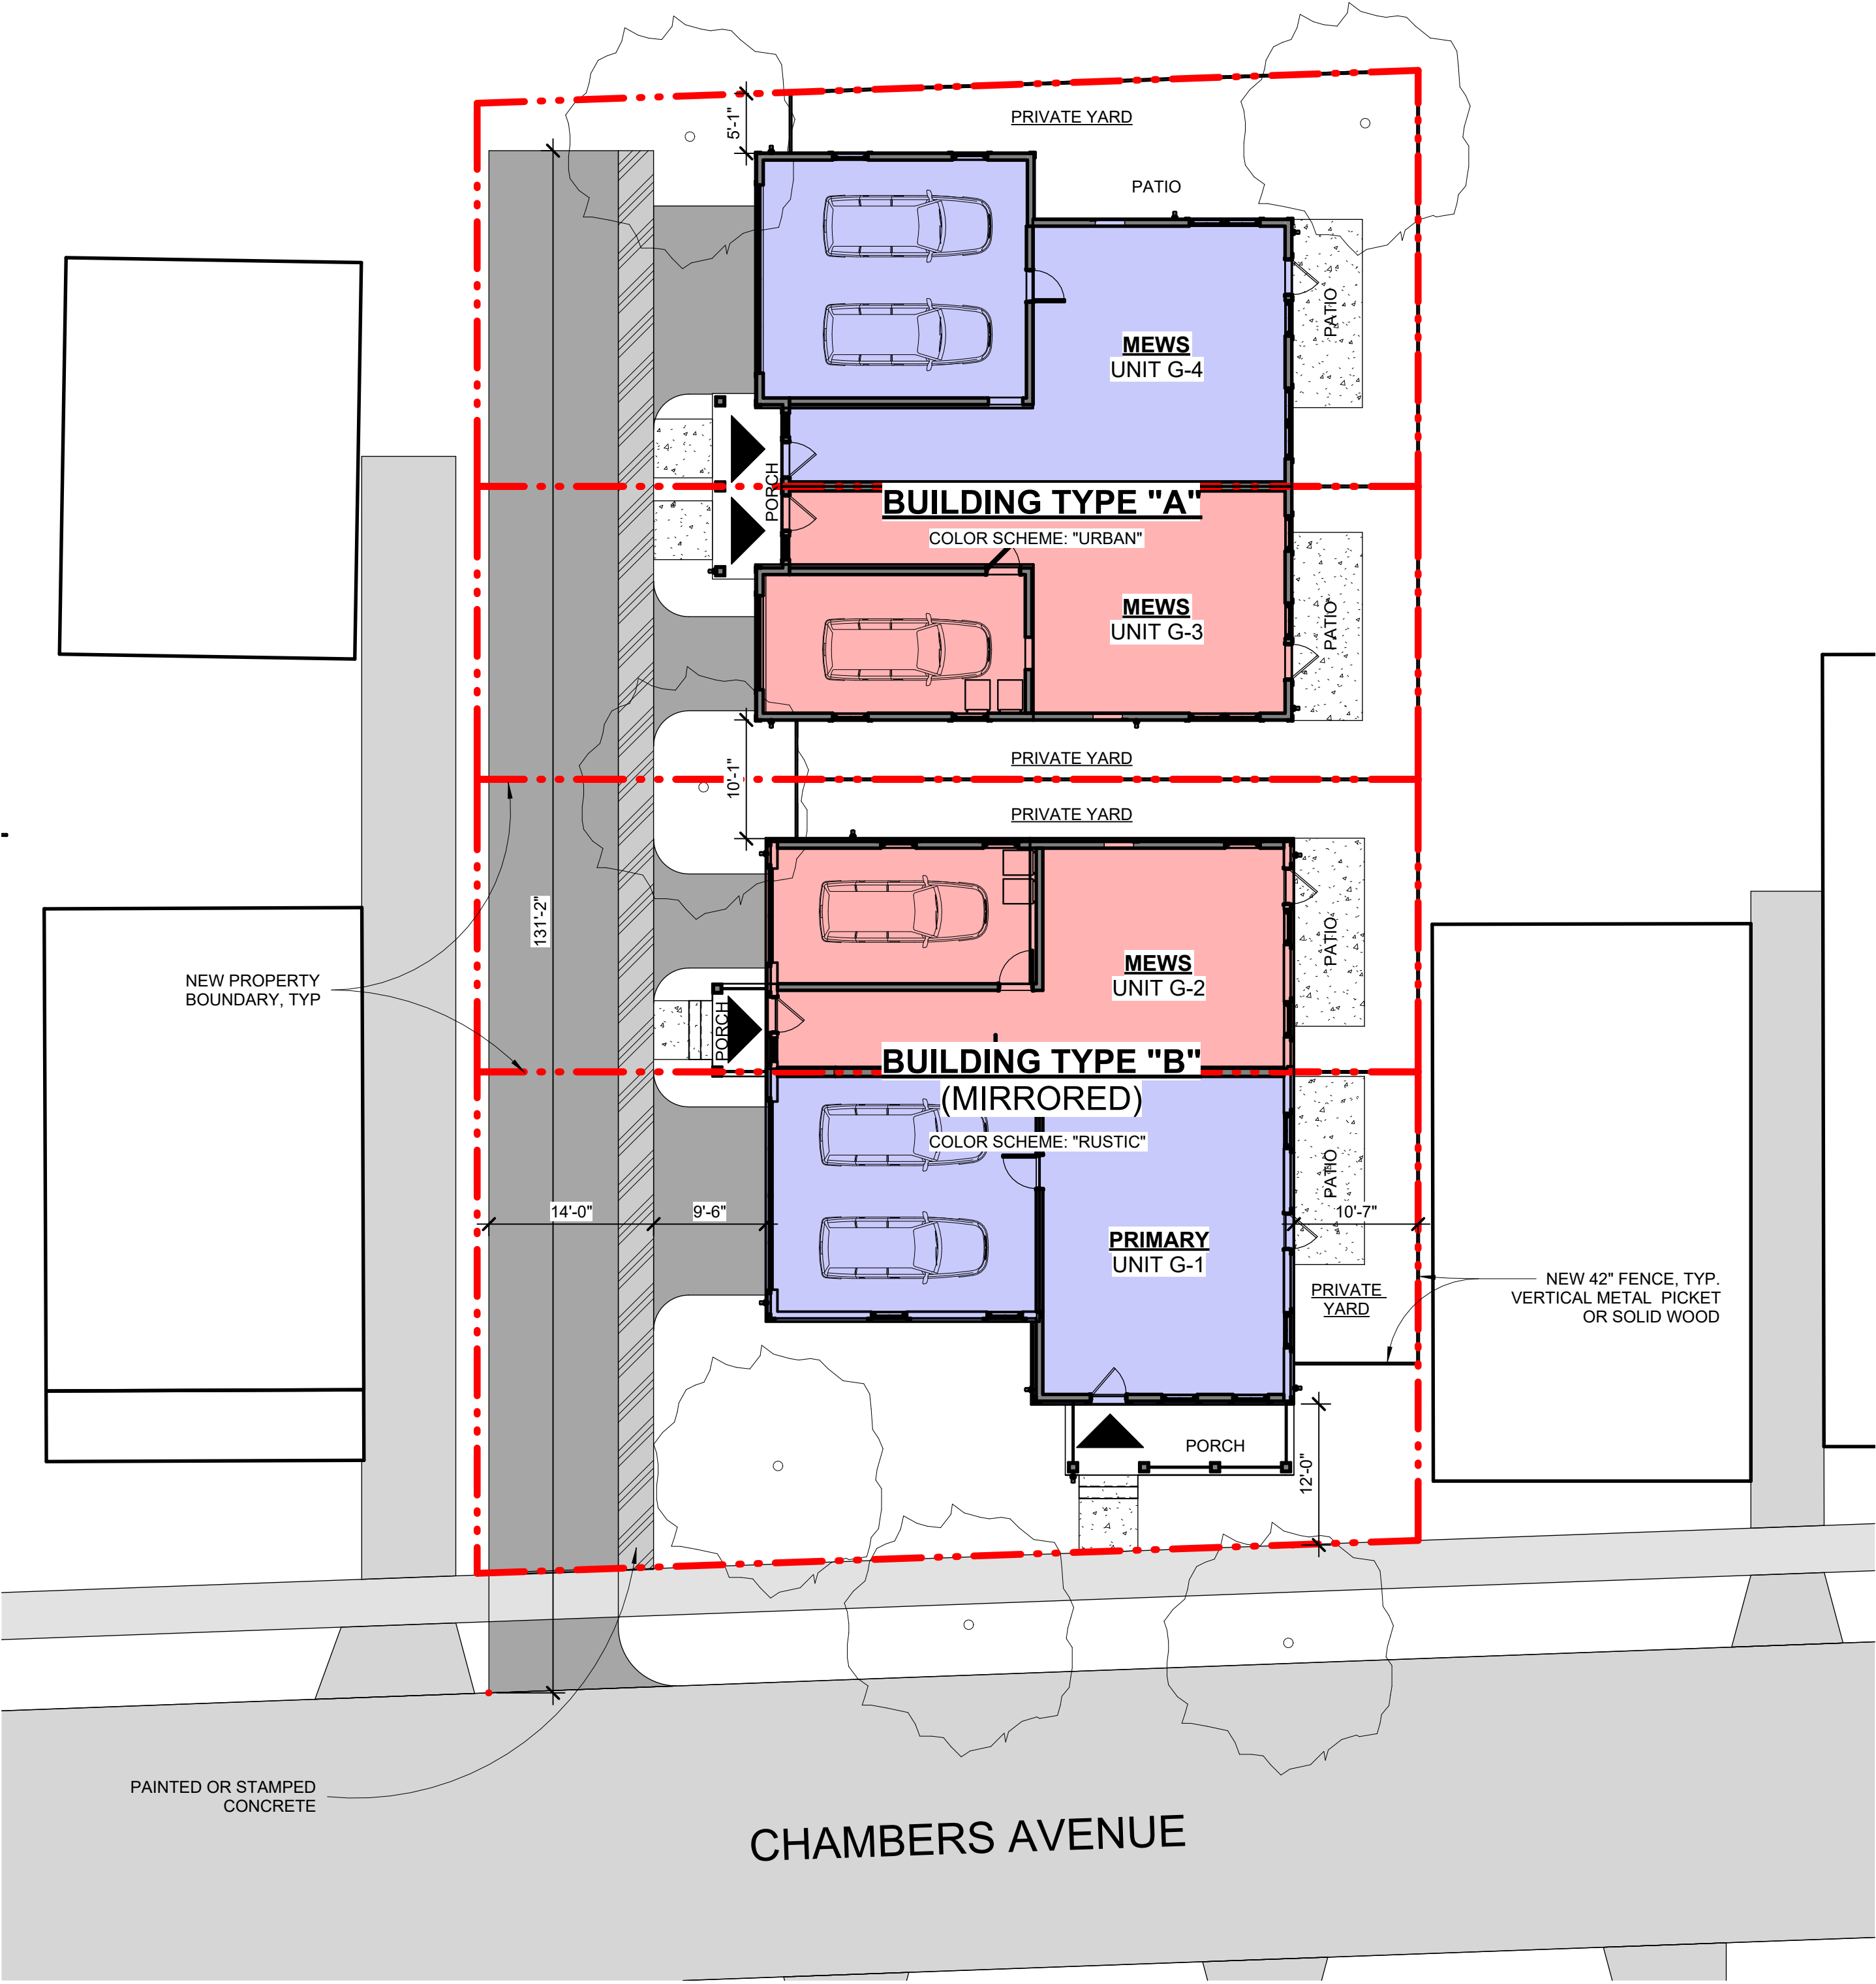 PRIVATE YARD
5'-1"
PATIO
PATIO
MEWS
UNIT G-4
PORCH
BUILDING TYPE "A"
COLOR SCHEME: "URBAN"
MEWS
UNIT G-3
PATIO
PRIVATE YARD
10'-1"
PRIVATE YARD
131'-2"
PATIO
MEWS
UNIT G-2
NEW PROPERTY
BOUNDARY, TYP
PORCH
BUILDING TYPE "B"
(MIRRORED)
COLOR SCHEME: "RUSTIC"
PATIO
14'-0"
9'-6"
10'-7"
PRIMARY
UNIT G-1
PRIVATE
YARD
NEW 42" FENCE, TYP.
VERTICAL METAL PICKET
OR SOLID WOOD
PORCH
12'-0"
PAINTED OR STAMPED
CONCRETE
CHAMBERS AVENUE